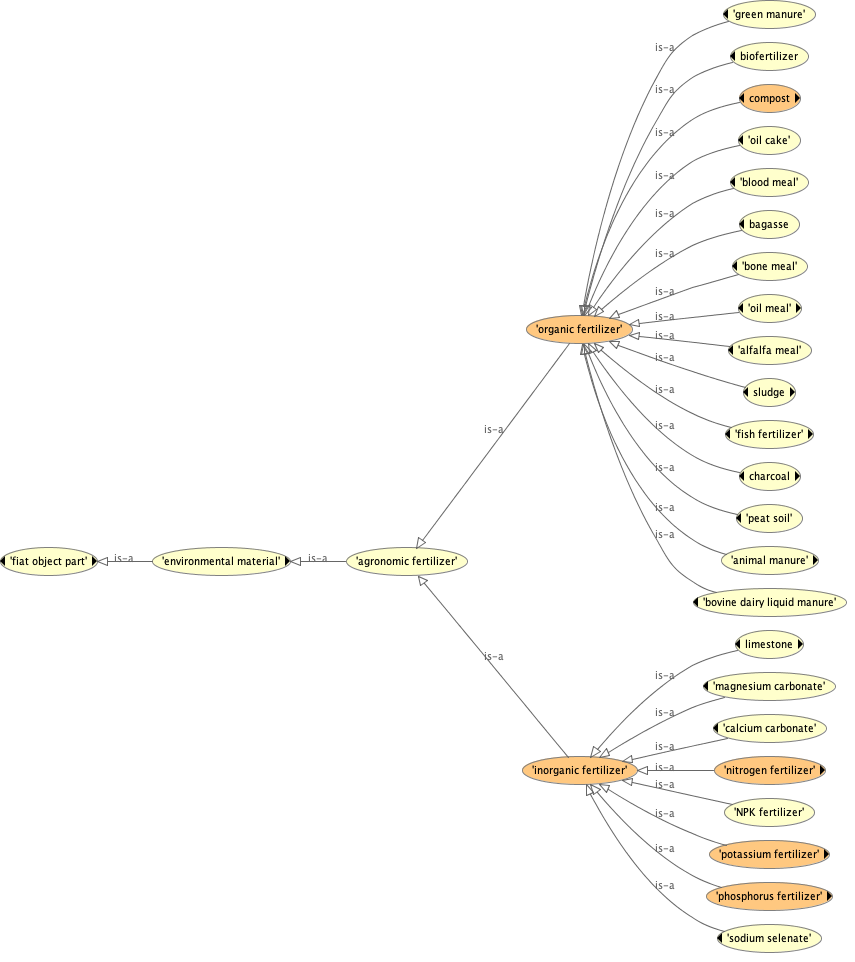 'green manure'
is-a
biofertilizer
is-a
compost
is-a
'oil cake'
is-a
'blood meal'
is-a
bagasse
is-a
'bone meal'
is-a
'oil meal'
is-a
'organic fertilizer'
is-a
'alfalfa meal'
is-a
sludge
is-a
'fish fertilizer'
is-a
is-a
charcoal
is-a
'peat soil'
is-a
is-a
'fiat object part'
is-a
'environmental material'
is-a
'agronomic fertilizer'
'animal manure'
'bovine dairy liquid manure'
limestone
is-a
is-a
'magnesium carbonate'
is-a
'calcium carbonate'
is-a
'inorganic fertilizer'
is-a
'nitrogen fertilizer'
is-a
'NPK fertilizer'
is-a
'potassium fertilizer'
is-a
'phosphorus fertilizer'
is-a
'sodium selenate'